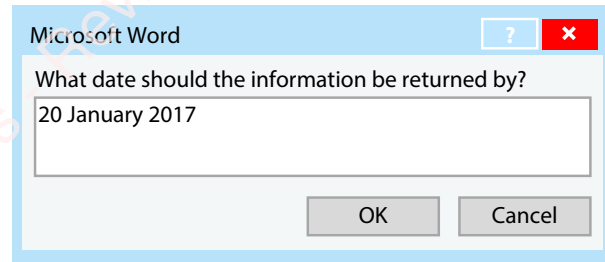 Microsoft Word
?
×
What date should the information be returned by?
20 January 2017
OK
Cancel